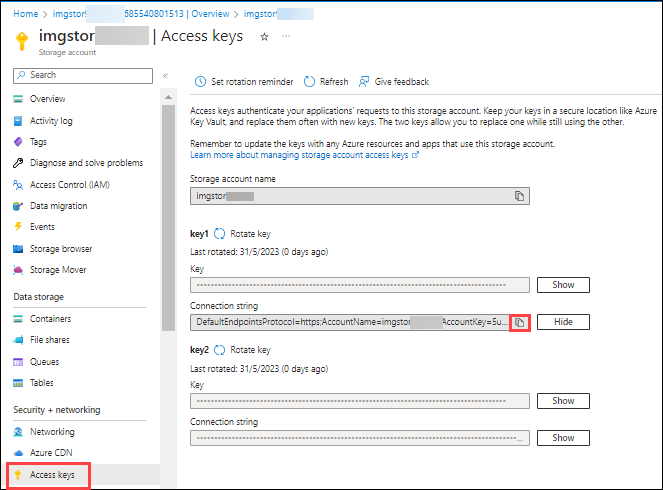 Home > imgstor 685540801513 | Overview > imgstor
imgstor | Access keys
Storage account
Search
Set rotation reminder Refresh Give feedback
Overview
Activity log
Tags
Diagnose and solve problems
Access Control (IAM)
Data migration
Events
Storage browser
Storage Mover
Data storage
Containers
File shares
Queues
Tables
Security + networking
Networking
Azure CDN
Access keys
Access keys authenticate your applications' requests to this storage account. Keep your keys in a secure location like Azure
Key Vault, and replace them often with new keys. The two keys allow you to replace one while still using the other.
Remember to update the keys with any Azure resources and apps that use this storage account.
Learn more about managing storage account access keys
Storage account name
imgstor
key1 Rotate key
Last rotated: 31/5/2023 (0 days ago)
Key
Show
Connection string
DefaultEndpointsProtocol=https;AccountName=imgstor AccountKey=5u...
Hide
key2 Rotate key
Last rotated: 31/5/2023 (0 days ago)
Key
Show
Connection string
Show